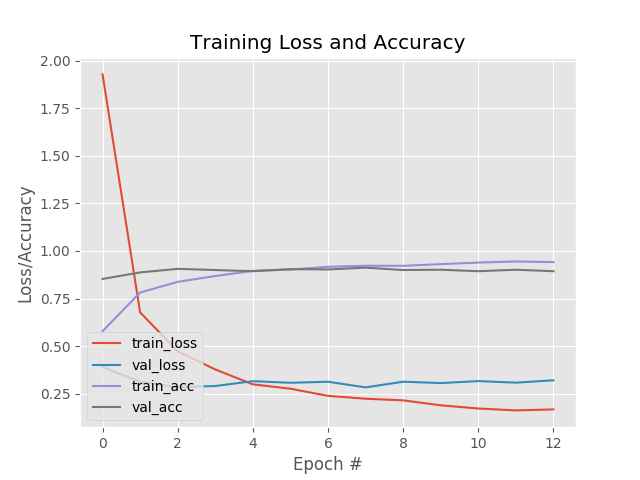 Training Loss and Accuracy
Loss/Accuracy
2.00
1.75
1.50
1.25
1.00
0.75
0.50
0.25
train_loss
val_loss
train_acc
val_acc
0 2 4 6 8 10 12
Epoch #